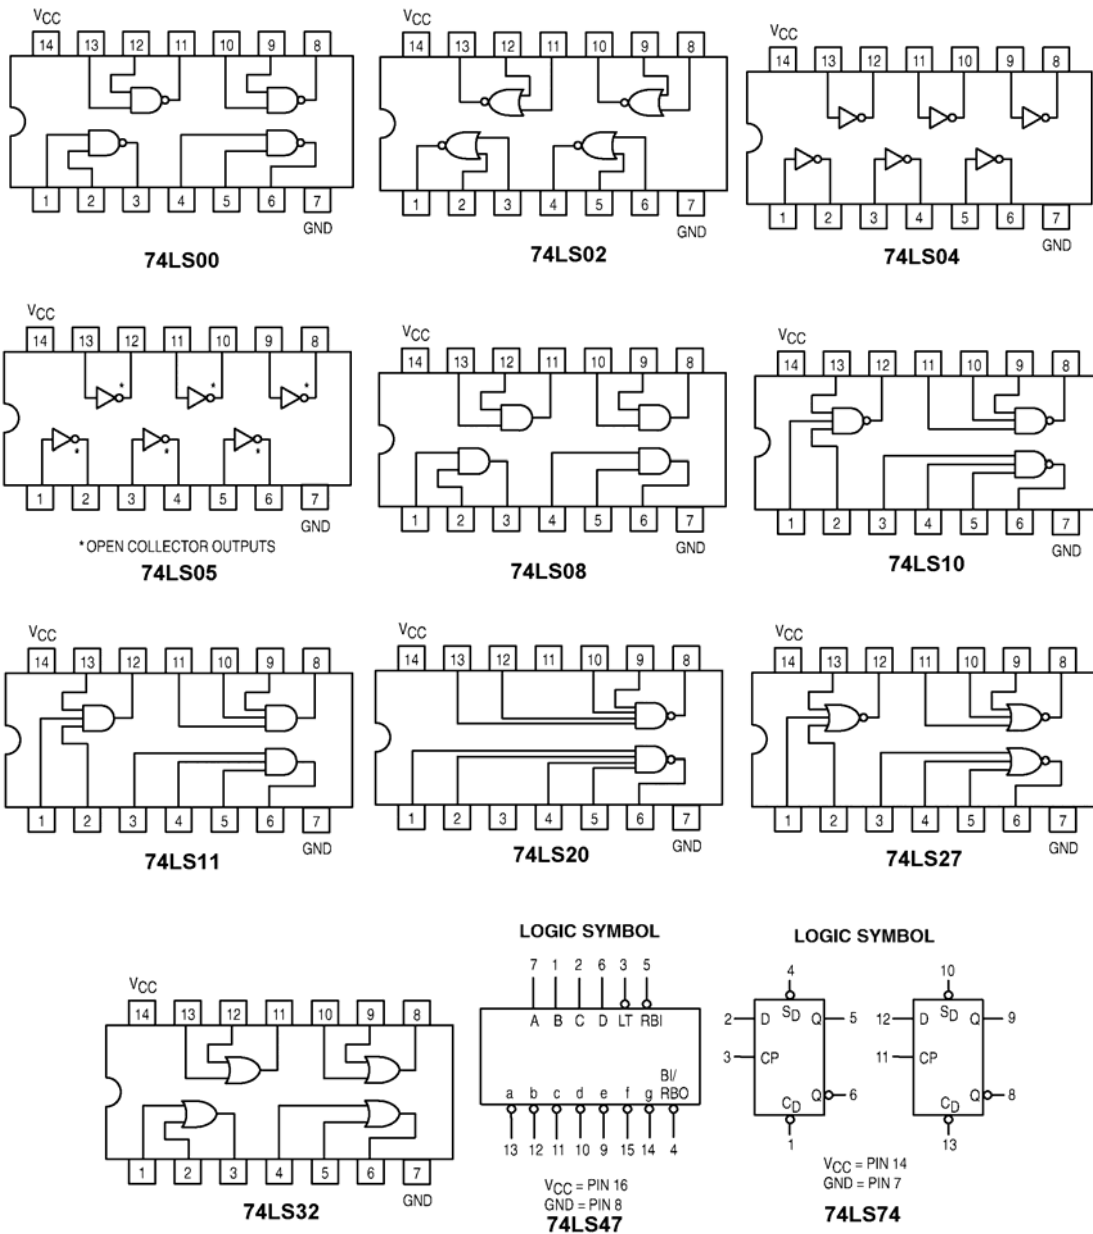 VCC
14 13 12 11 10 9 8
1 2 3 4 5 6 7
GND
74LS00
VCC
14 13 12 11 10 9 8
1 2 3 4 5 6 7
GND
74LS02
VCC
14 13 12 11 10 9 8
1 2 3 4 5 6 7
GND
74LS04
VCC
14 13 12 11 10 9 8
* * *
* * *
1 2 3 4 5 6 7
GND
* OPEN COLLECTOR OUTPUTS
74LS05
VCC
14 13 12 11 10 9 8
1 2 3 4 5 6 7
GND
74LS08
VCC
14 13 12 11 10 9 8
1 2 3 4 5 6 7
GND
74LS10
VCC
14 13 12 11 10 9 8
1 2 3 4 5 6 7
GND
74LS11
VCC
14 13 12 11 10 9 8
1 2 3 4 5 6 7
GND
74LS20
VCC
14 13 12 11 10 9 8
1 2 3 4 5 6 7
GND
74LS27
VCC
14 13 12 11 10 9 8
1 2 3 4 5 6 7
GND
74LS32
LOGIC SYMBOL
7 1 2 6 3 5
A B C D LT RBI
BI/
a b c d e f g RBO
13 12 11 10 9 15 14 4
VCC = PIN 16
GND = PIN 8
74LS47
LOGIC SYMBOL
4
SD
2 D Q 5
3 CP
Q 6
CD
1
10
SD
12 D Q 9
11 CP
Q 8
CD
13
VCC = PIN 14
GND = PIN 7
74LS74